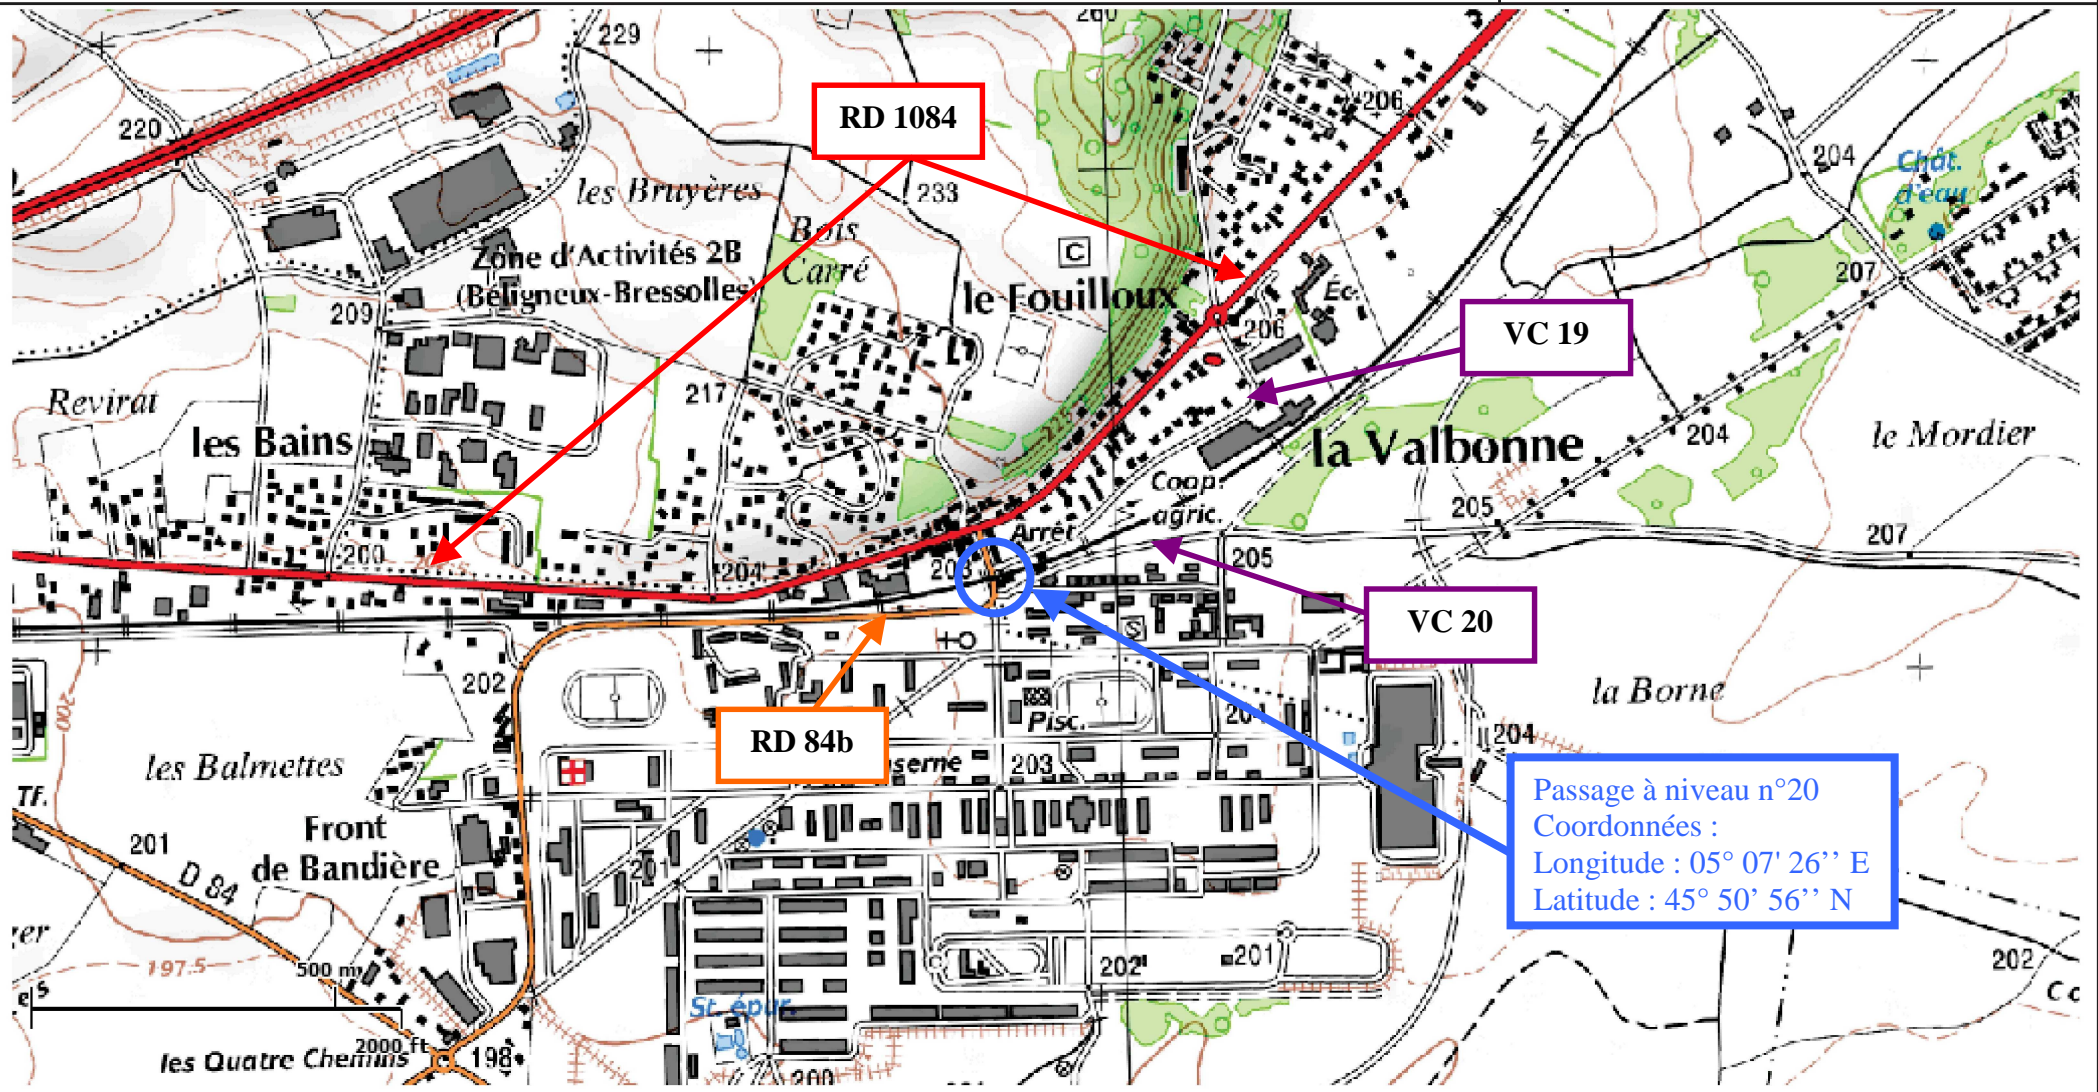 260
229
RD 1084
206
220
204
Chât.
d'eau
les Bruyères
233
Bois
Carré
C
Zone d'Activités 2B
(Béligneux-Bressolles)
le Fouilloux
Éc.
207
209
206
VC 19
Revirat
217
les Bains
la Valbonne
204
le Mordier
Coop.
agric.
205
Arrêt
207
200
204
205
VC 20
S
202
la Borne
Pisc.
204
RD 84b
204
les Balmettes
203
Passage à niveau n°20
Coordonnées :
Longitude : 05° 07' 26’’ E
Latitude : 45° 50’ 56’’ N
Tf.
Front
de Bandière
201
D 84
201
197.5
500 m
202
201
202
St. épur.
2000 ft
les Quatre Chemins
198
200